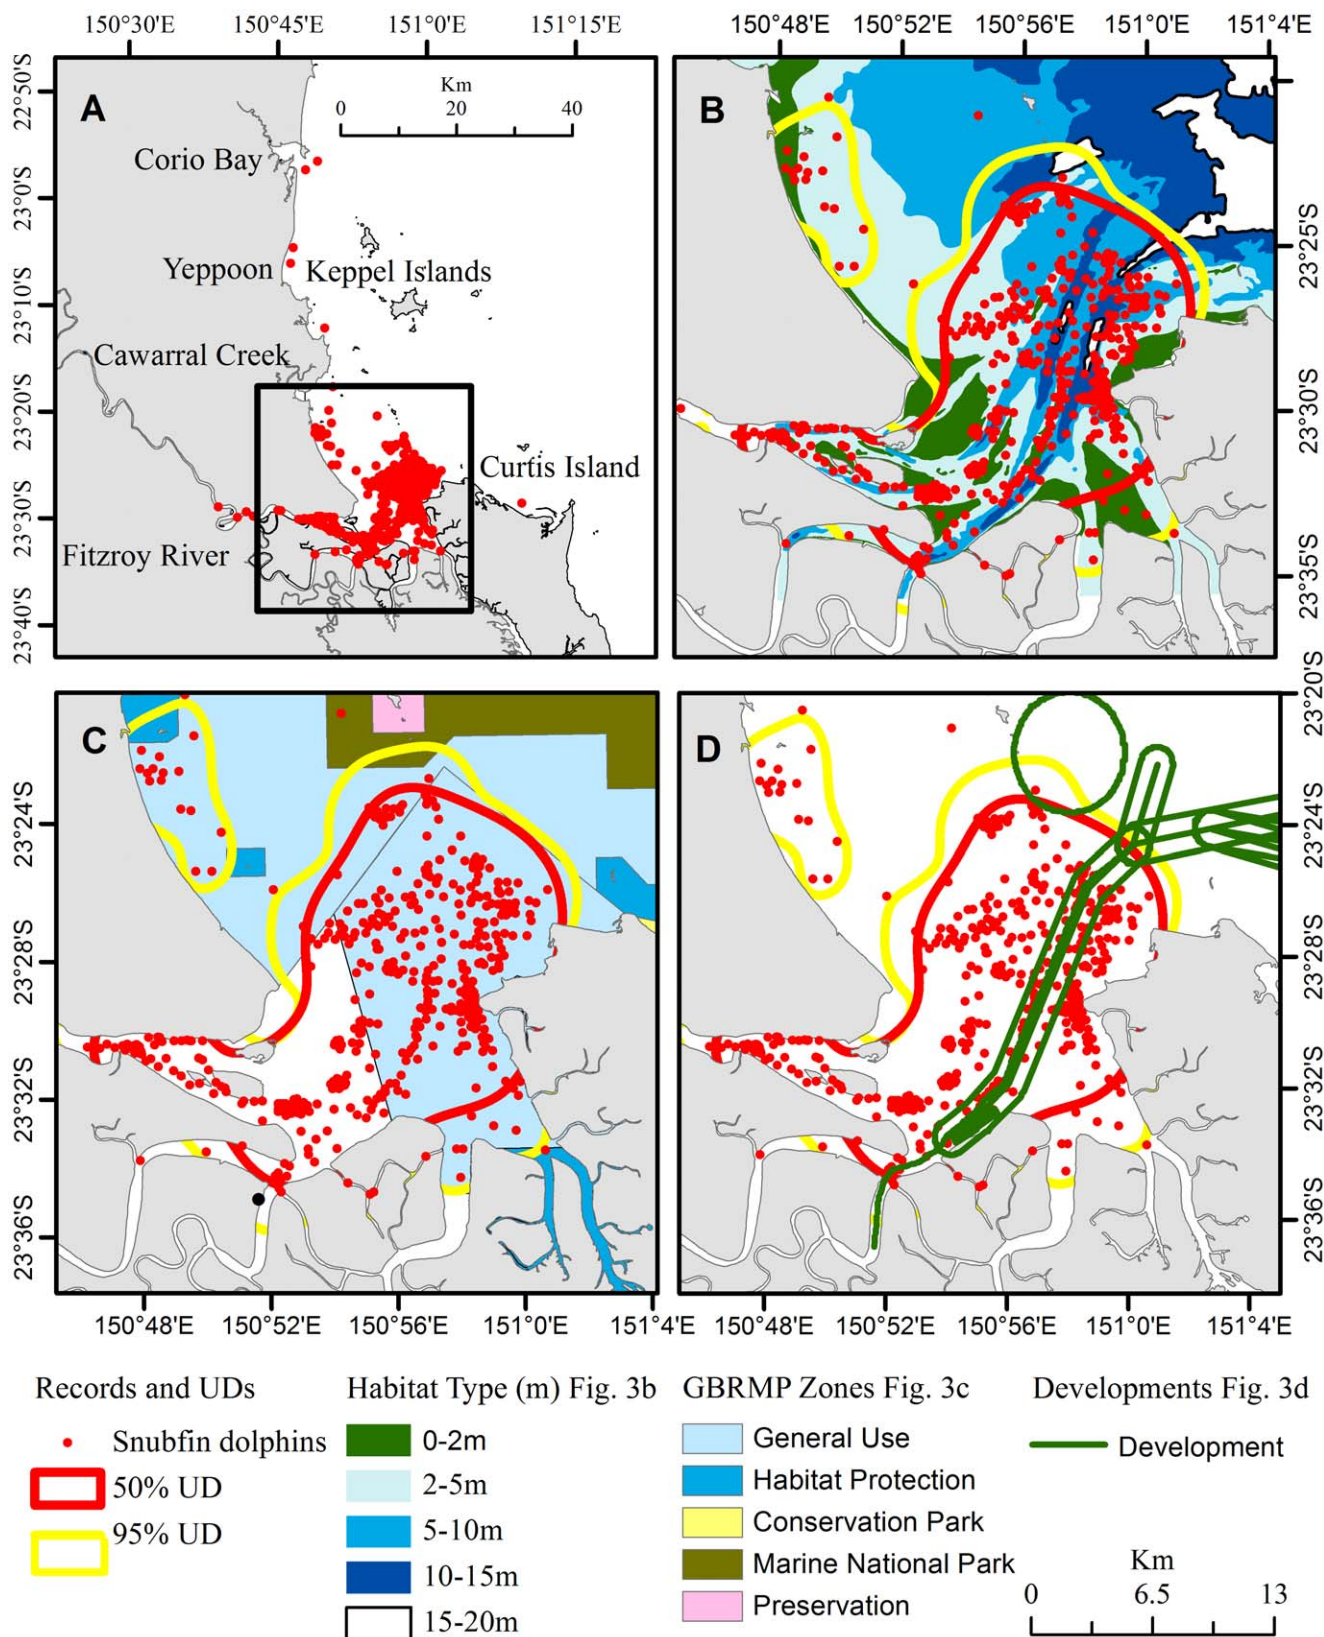 150°30'E 150°45'E 151°0'E 151°15'E
150°48'E 150°52'E 150°56'E 151°0'E 151°4'E
22°50'S
23°0'S
23°10'S
23°20'S
23°30'S
23°40'S
A
Km
0 20 40
Corio Bay
Yeppoon
Keppel Islands
Cawarral Creek
Curtis Island
Fitzroy River
B
23°25'S
23°30'S
23°35'S
C
23°24'S
23°28'S
23°32'S
23°36'S
150°48'E 150°52'E 150°56'E 151°0'E 151°4'E
D
23°20'S
23°24'S
23°28'S
23°32'S
23°36'S
150°48'E 150°52'E 150°56'E 151°0'E 151°4'E
Records and UDs
Snubfin dolphins
50% UD
95% UD
Habitat Type (m) Fig. 3b
0-2m
2-5m
5-10m
10-15m
15-20m
GBRMP Zones Fig. 3c
General Use
Habitat Protection
Conservation Park
Marine National Park
Preservation
Developments Fig. 3d
Development
Km
0 6.5 13